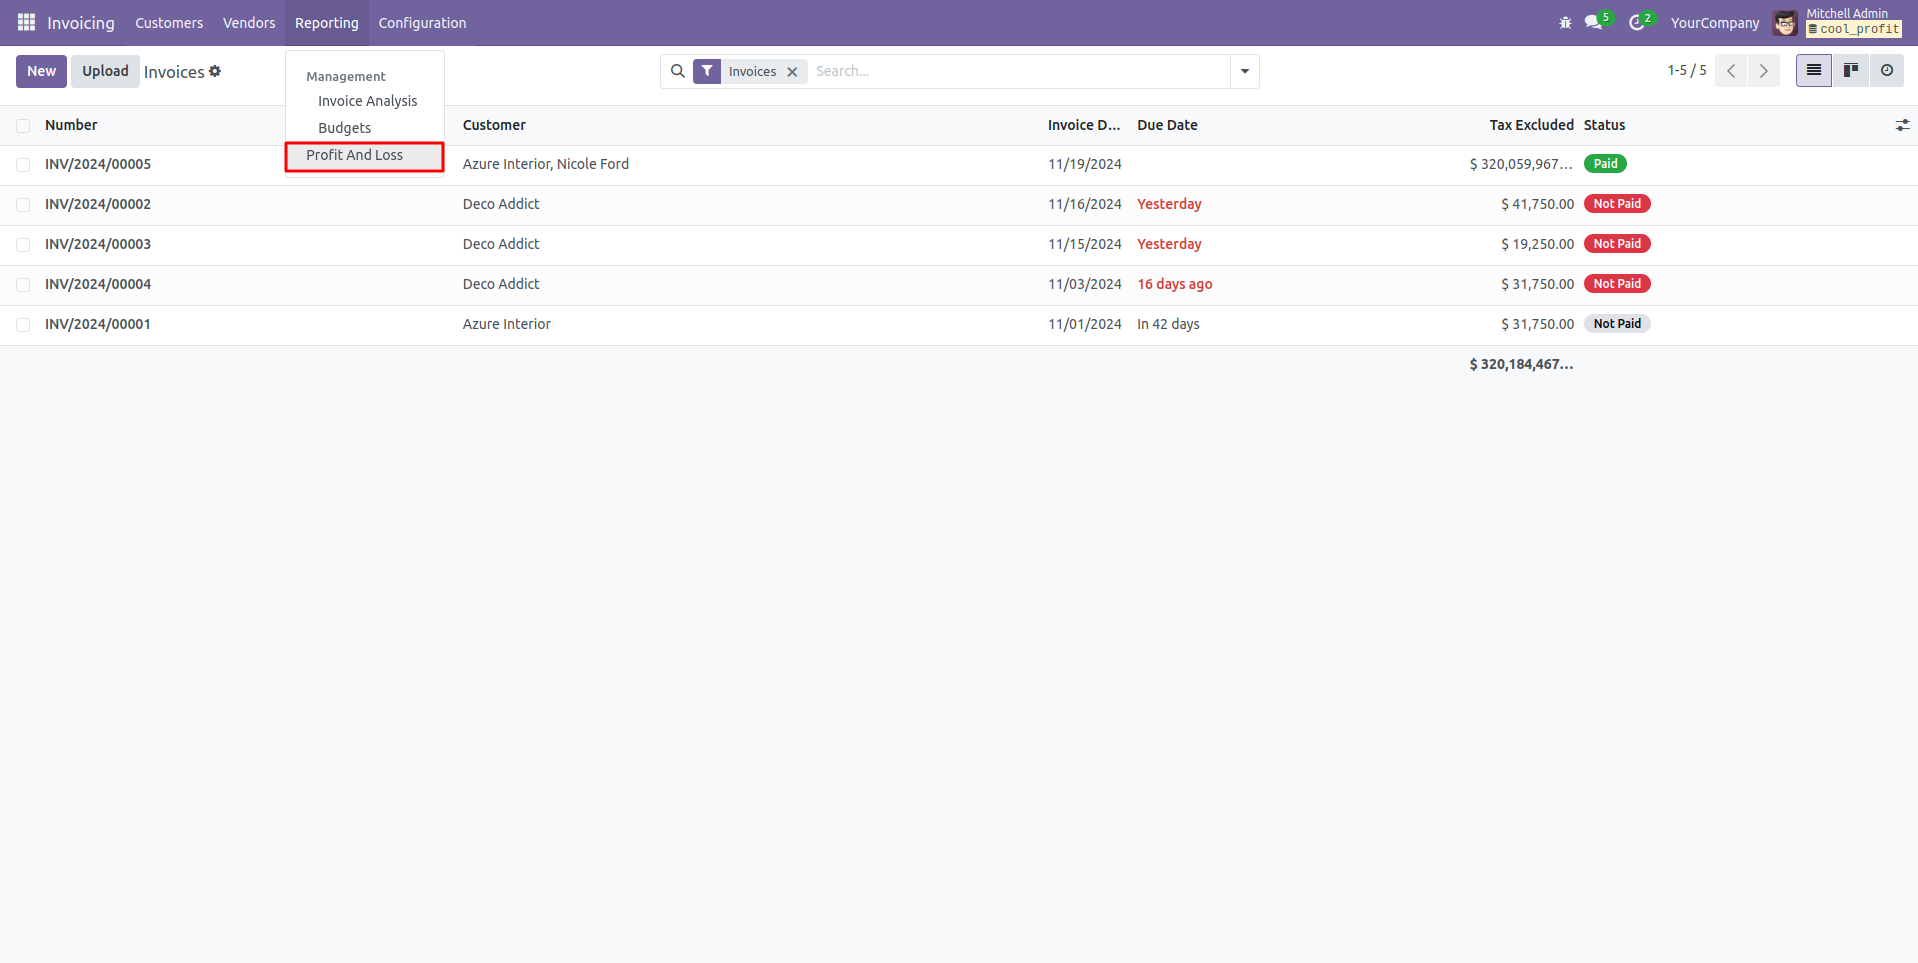 Invoicing Customers Vendors Reporting Configuration 5 2 YourCompany Mitchell Admin
cool_profit
New Upload Invoices Invoices Search... 1-5 / 5
Management
Invoice Analysis
Budgets
Profit And Loss
Number Customer Invoice D... Due Date Tax Excluded Status
INV/2024/00005 Azure Interior, Nicole Ford 11/19/2024 $ 320,059,967... Paid
INV/2024/00002 Deco Addict 11/16/2024 Yesterday $ 41,750.00 Not Paid
INV/2024/00003 Deco Addict 11/15/2024 Yesterday $ 19,250.00 Not Paid
INV/2024/00004 Deco Addict 11/03/2024 16 days ago $ 31,750.00 Not Paid
INV/2024/00001 Azure Interior 11/01/2024 In 42 days $ 31,750.00 Not Paid
$ 320,184,467...